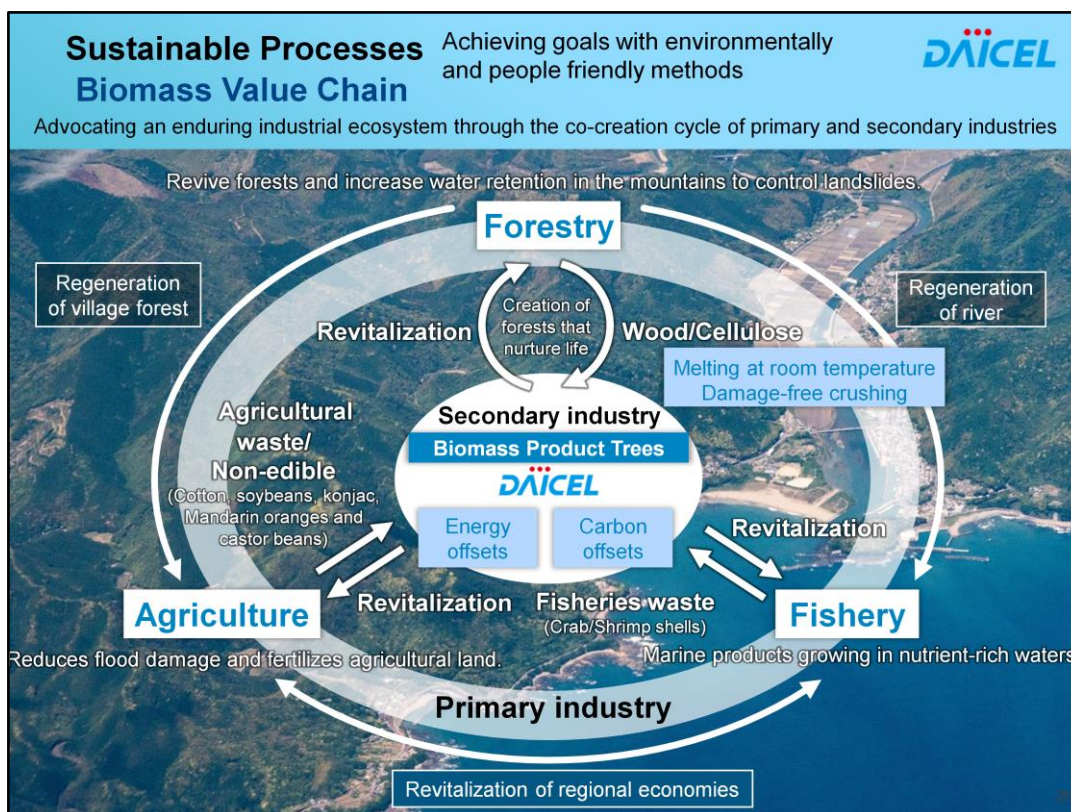 Sustainable Processes
Biomass Value Chain
Achieving goals with environmentally
and people friendly methods
DAICEL
Advocating an enduring industrial ecosystem through the co-creation cycle of primary and secondary industries
Revive forests and increase water retention in the mountains to control landslides.
Forestry
Regeneration
of village forest
Regeneration
of river
Revitalization
Creation of
forests that
nurture life
Wood/Cellulose
Melting at room temperature
Damage-free crushing
Agricultural
waste/
Non-edible
(Cotton, soybeans, konjac,
Mandarin oranges and
castor beans)
Secondary industry
Biomass Product Trees
DAICEL
Energy
offsets
Carbon
offsets
Revitalization
Revitalization
Fisheries waste
(Crab/Shrimp shells)
Agriculture
Fishery
Reduces flood damage and fertilizes agricultural land.
Marine products growing in nutrient-rich waters
Primary industry
Revitalization of regional economies